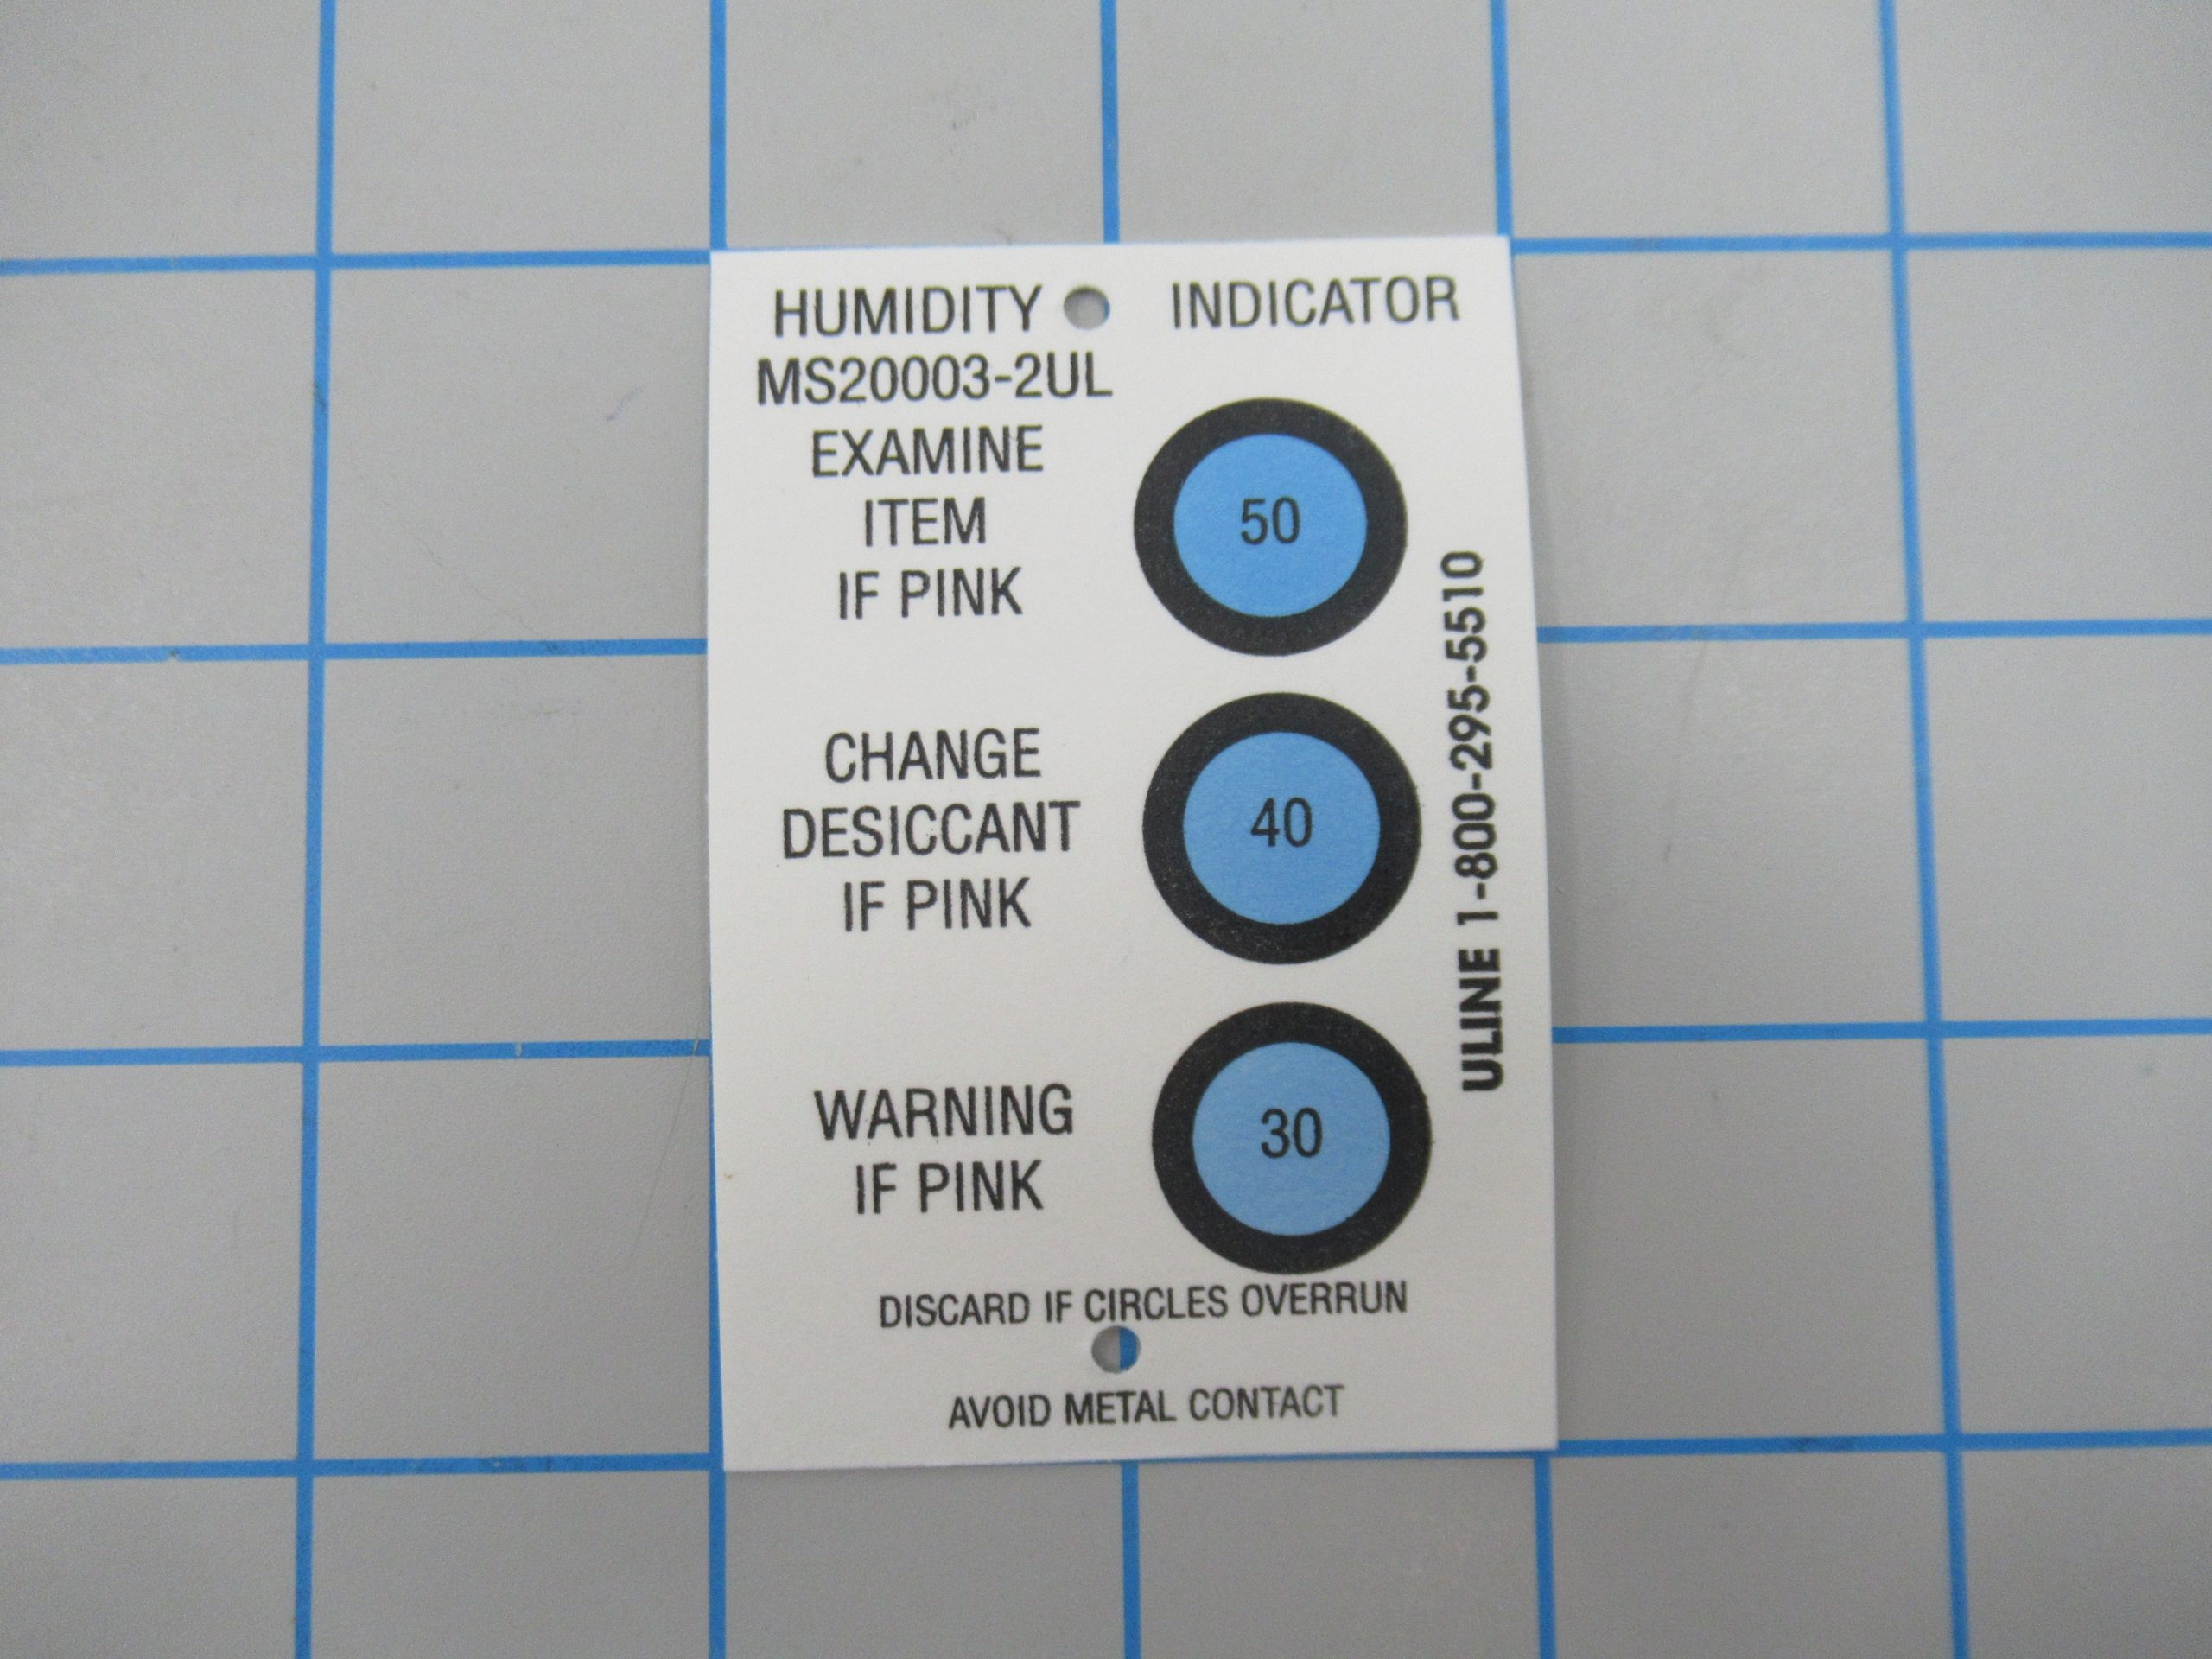 HUMIDITY INDICATOR
MS20003-2UL
EXAMINE
ITEM
IF PINK
50
CHANGE
DESICCANT
IF PINK
40
WARNING
IF PINK
30
DISCARD IF CIRCLES OVERRUN
AVOID METAL CONTACT
ULINE 1-800-295-5510